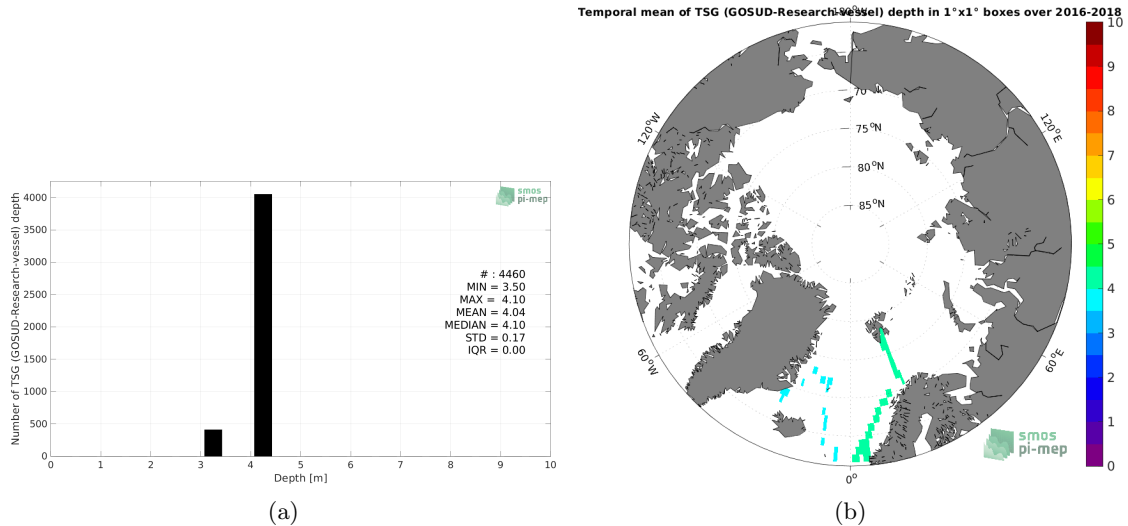 Temporal mean of TSG (GOSUD-Research-vessel) depth in 1°x1° boxes over 2016-2018
Number of TSG (GOSUD-Research-vessel) depth
4000
3500
3000
2500
2000
1500
1000
500
0
0 1 2 3 4 5 6 7 8 9 10
Depth [m]
smos
pi-mep
# : 4460
MIN = 3.50
MAX = 4.10
MEAN = 4.04
MEDIAN = 4.10
STD = 0.17
IQR = 0.00
(a)
180°W
120°W
120°E
70
75°N
80°N
85°N
60°W
60°E
0°
smos
pi-mep
10
9
8
7
6
5
4
3
2
1
0
(b)